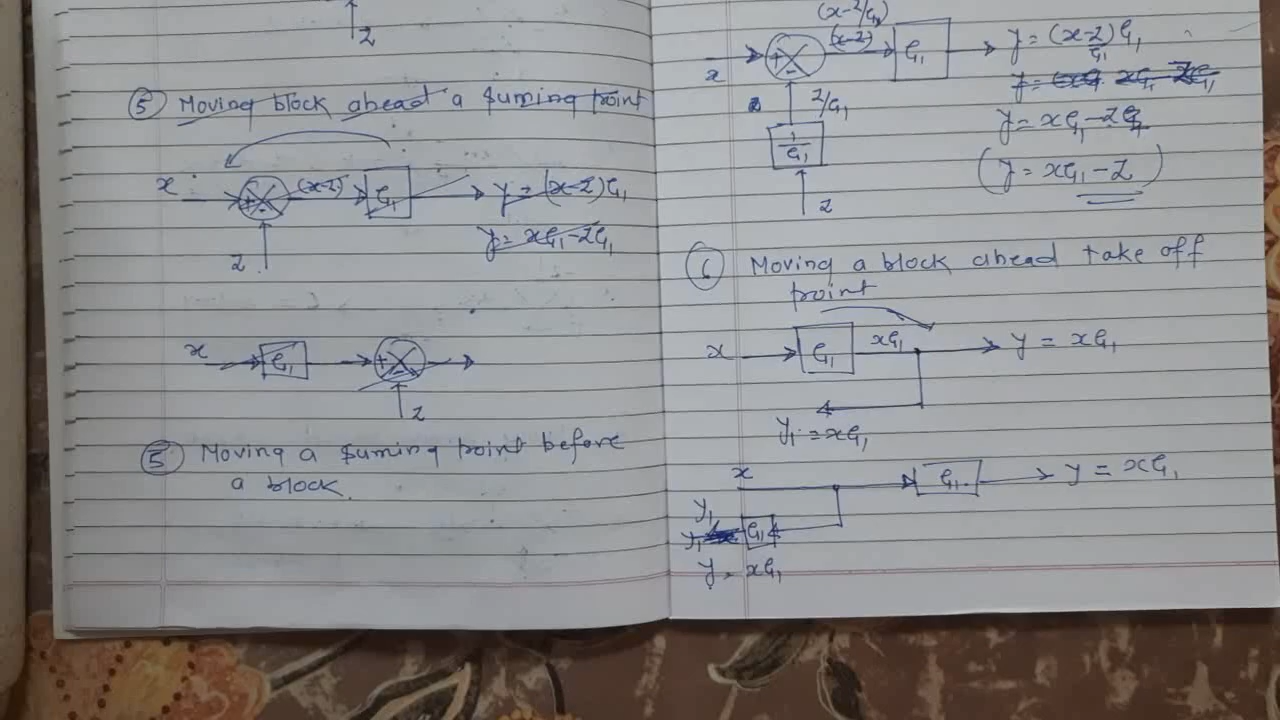 z
⑤ Moving block ahead a suming point
x
+
-
(x-z)
G₁
y = (x-z)G₁
y = xG₁-zG₁
z
x
G₁
+
-
z
⑤ Moving a suming point before
a block.
(x-z/G₁)
x
+
-
(x-z)
G₁
y = (x-z)G₁
G₁
z/G₁
y = xG₁-zG₁
1/G₁
(y = xG₁-z)
z
⑥ Moving a block ahead take off
point
x
G₁
xG₁
y = xG₁
y₁ = xG₁
x
G₁
y = xG₁
y₁
y₁
G₁
y = xG₁